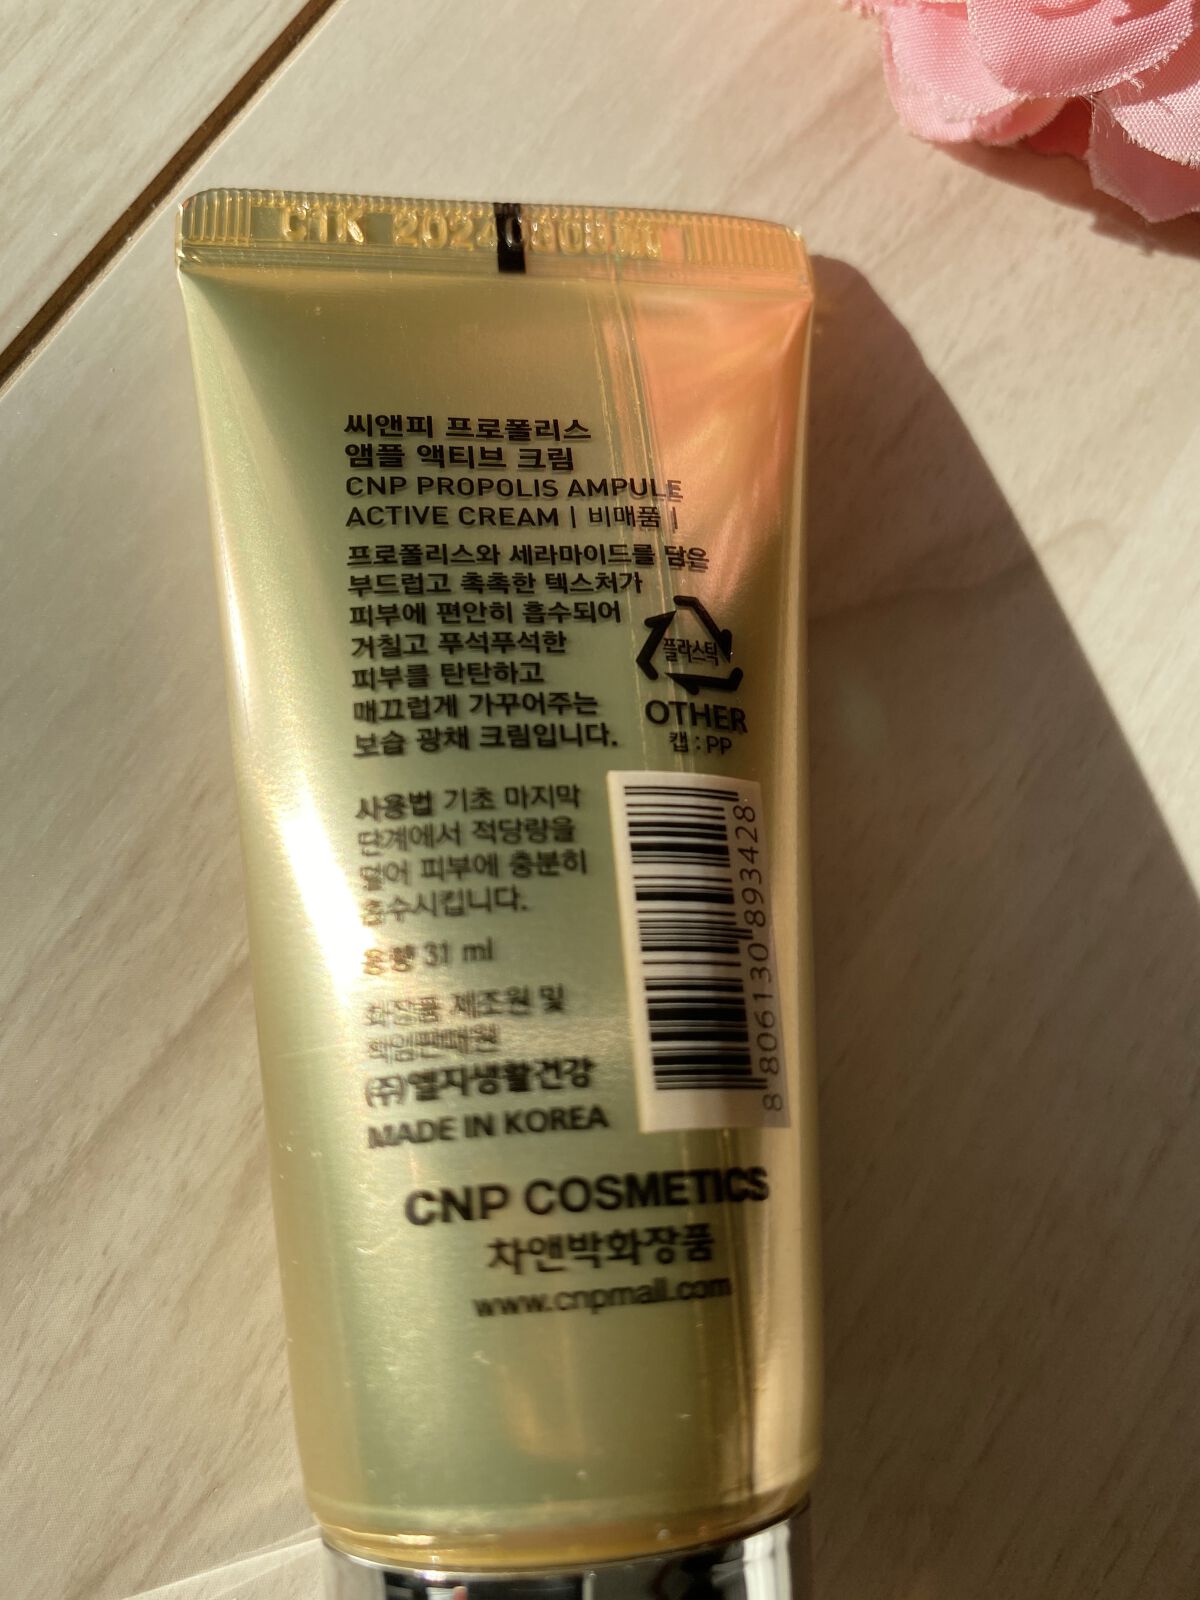 C1K 20240803
씨앤피 프로폴리스
앰플 액티브 크림
CNP PROPOLIS AMPULE
ACTIVE CREAM | 비매품 |
프로폴리스와 세라마이드를 담은
부드럽고 촉촉한 텍스처가
피부에 편안히 흡수되어
거칠고 푸석푸석한
피부를 탄탄하고
매끄럽게 가꾸어주는
보습 광채 크림입니다.
플라스틱
OTHER
캡 : PP
사용법 기초 마지막
단계에서 적당량을
덜어 피부에 충분히
흡수시킵니다.
용량 31 ml
화장품 제조원 및
책임판매원
(주)엘지생활건강
MADE IN KOREA
8 806130 893428
CNP COSMETICS
차앤박화장품
www.cnpmall.com